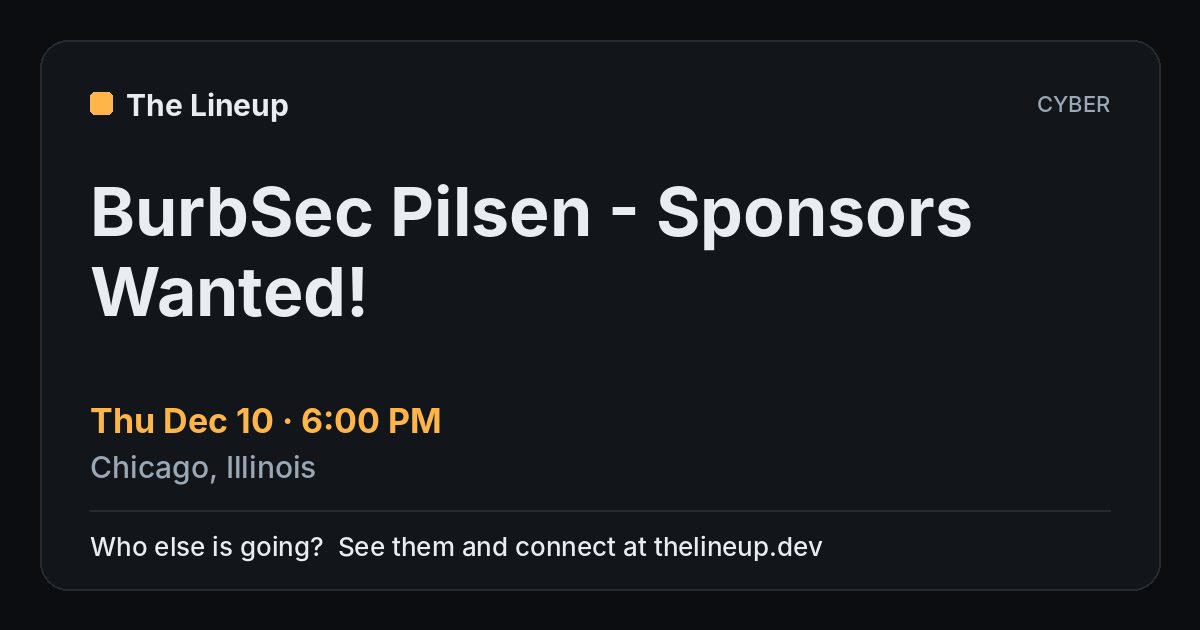 The Lineup
CYBER
BurbSec Pilsen - Sponsors
Wanted!
Thu Dec 10 · 6:00 PM
Chicago, Illinois
Who else is going?  See them and connect at thelineup.dev